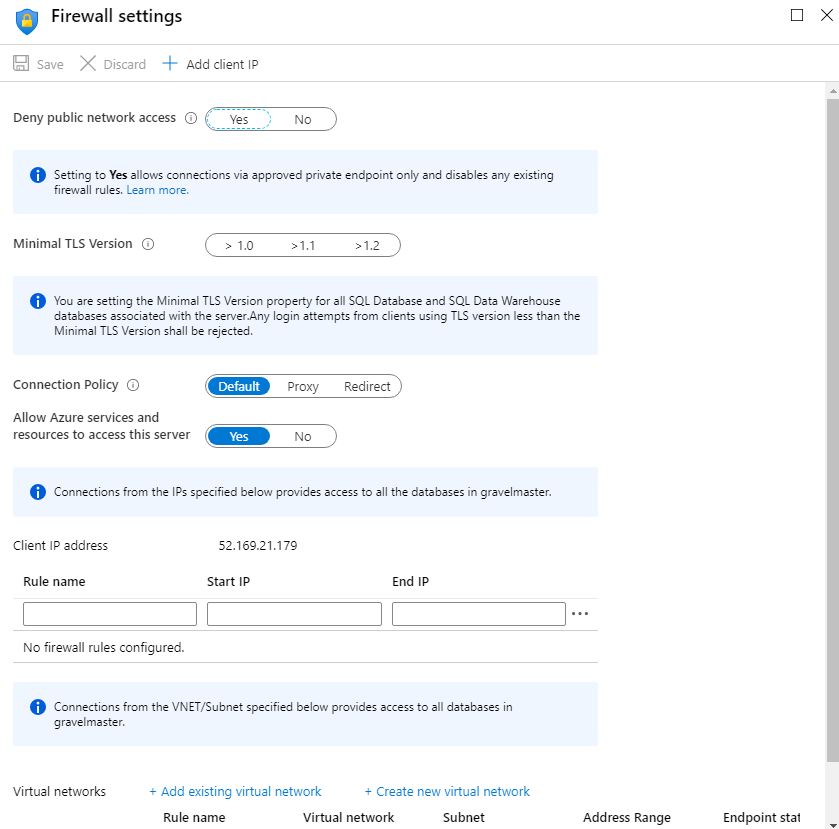 Firewall settings
Save Discard + Add client IP
Deny public network access Yes No
Setting to Yes allows connections via approved private endpoint only and disables any existing
firewall rules. Learn more.
Minimal TLS Version > 1.0 >1.1 >1.2
You are setting the Minimal TLS Version property for all SQL Database and SQL Data Warehouse
databases associated with the server.Any login attempts from clients using TLS version less than the
Minimal TLS Version shall be rejected.
Connection Policy Default Proxy Redirect
Allow Azure services and
resources to access this server Yes No
Connections from the IPs specified below provides access to all the databases in gravelmaster.
Client IP address 52.169.21.179
Rule name Start IP End IP
No firewall rules configured.
Connections from the VNET/Subnet specified below provides access to all databases in
gravelmaster.
Virtual networks + Add existing virtual network + Create new virtual network
Rule name Virtual network Subnet Address Range Endpoint stat